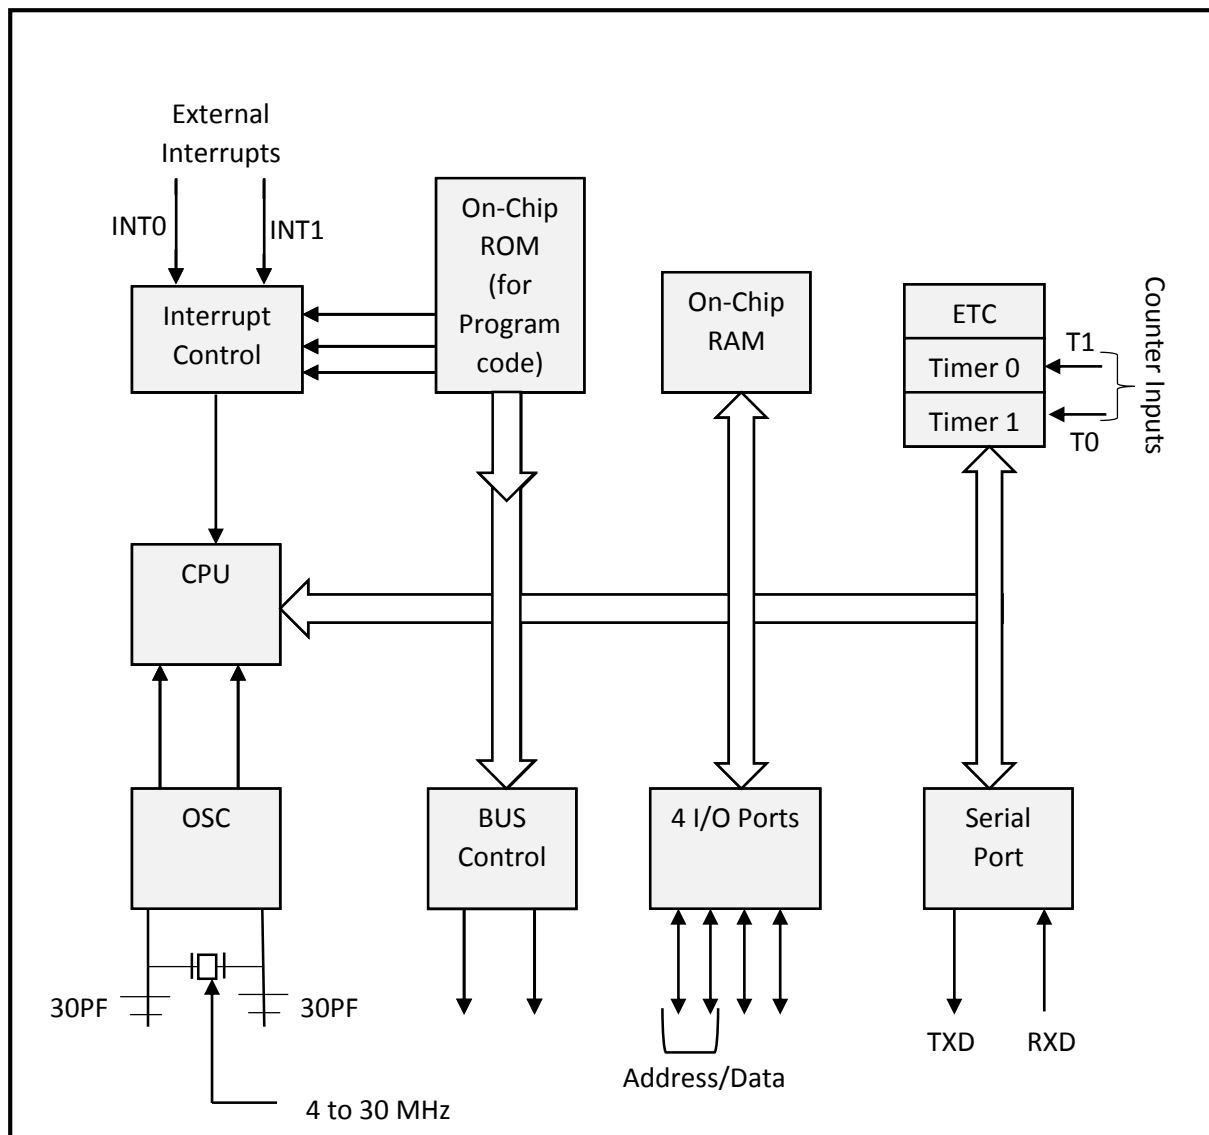 External
Interrupts
INT0
INT1
On-Chip
ROM
(for
Program
code)
Interrupt
Control
On-Chip
RAM
ETC
Timer 0
Timer 1
T1
T0
Counter Inputs
CPU
OSC
BUS
Control
4 I/O Ports
Serial
Port
30PF
30PF
4 to 30 MHz
Address/Data
TXD
RXD